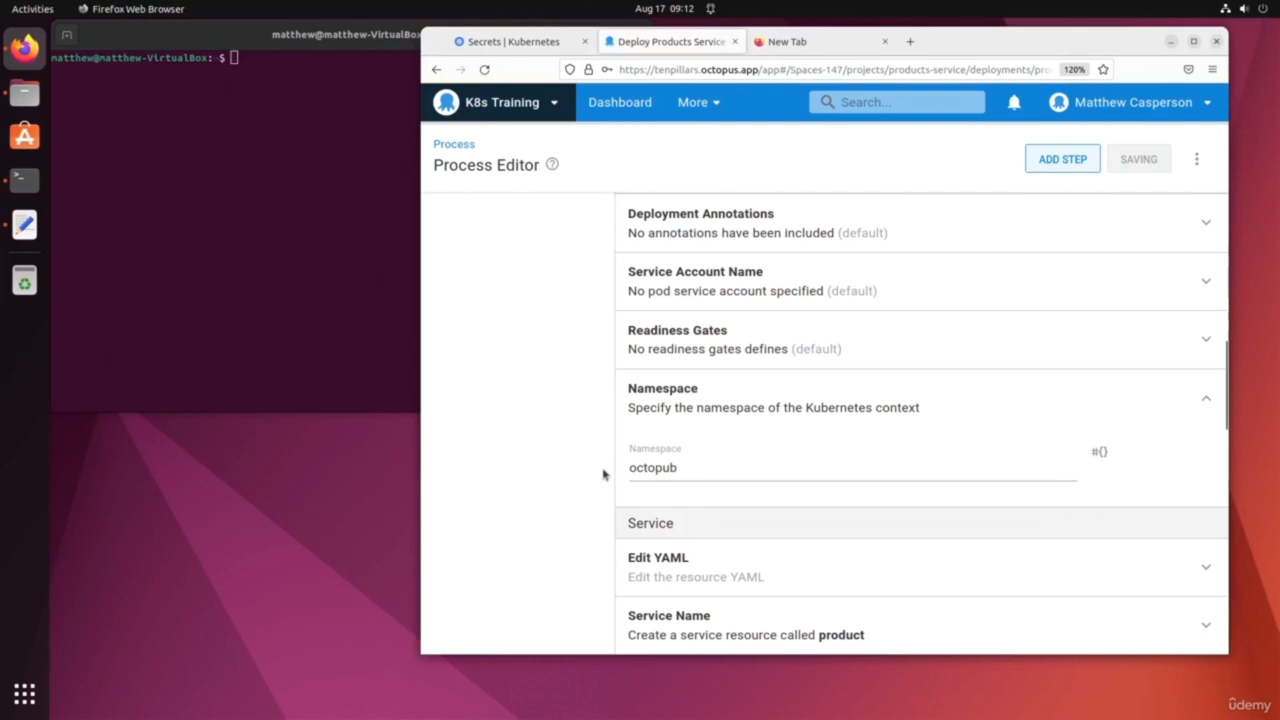 Activities
Firefox Web Browser
Aug 17 09:12
matthew@matthew-VirtualBox
matthew@matthew-VirtualBox:~$
Secrets | Kubernetes
Deploy Products Service
New Tab
https://tenpillars.octopus.app/app#/Spaces-147/projects/products-service/deployments/pro
120%
K8s Training
Dashboard
More
Search...
Matthew Casperson
Process
Process Editor
ADD STEP
SAVING
Deployment Annotations
No annotations have been included (default)
Service Account Name
No pod service account specified (default)
Readiness Gates
No readiness gates defines (default)
Namespace
Specify the namespace of the Kubernetes context
Namespace
#{}
octopub
Service
Edit YAML
Edit the resource YAML
Service Name
Create a service resource called product
ûdemy